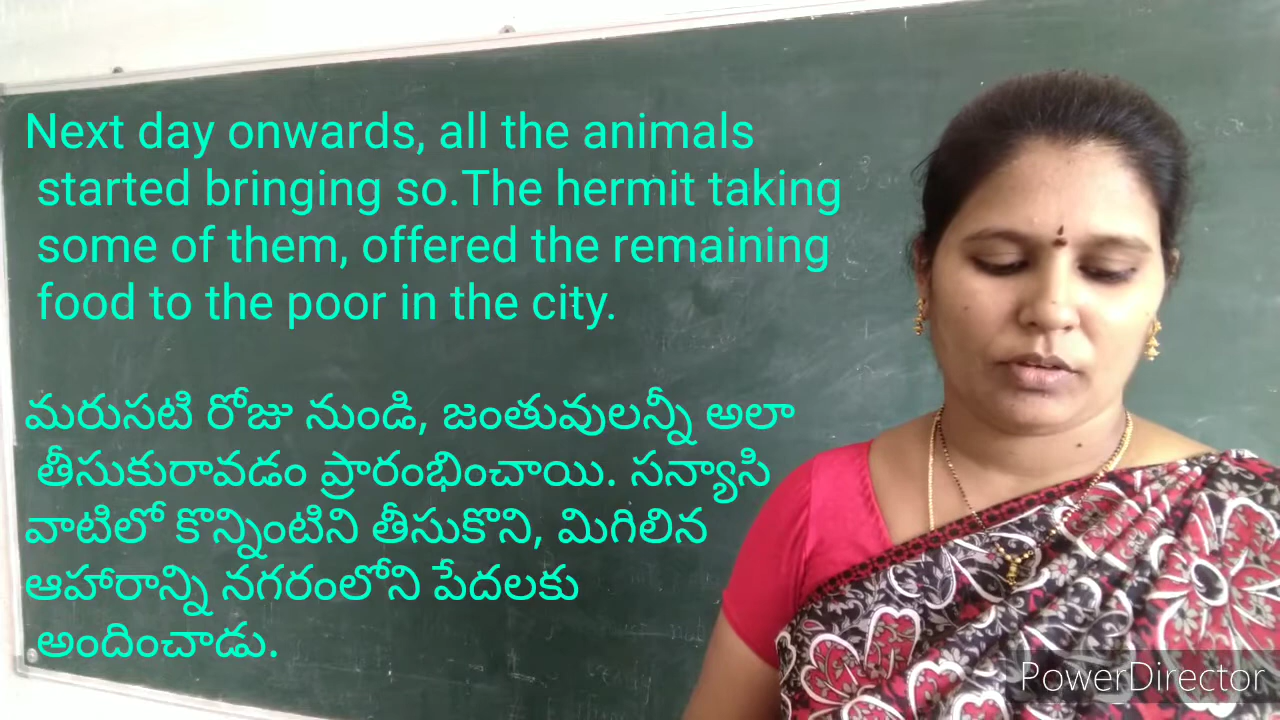 Next day onwards, all the animals
started bringing so.The hermit taking
some of them, offered the remaining
food to the poor in the city.
మరుసటి రోజు నుండి, జంతువులన్నీ అలా
తీసుకురావడం ప్రారంభించాయి. సన్యాసి
వాటిలో కొన్నింటిని తీసుకొని, మిగిలిన
ఆహారాన్ని నగరంలోని పేదలకు
అందించాడు.
PowerDirector